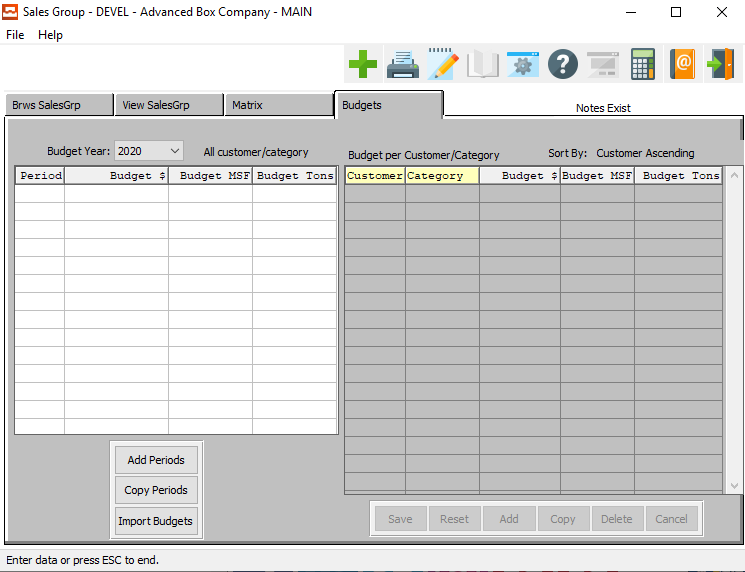 Sales Group - DEVEL - Advanced Box Company - MAIN
File Help
Brws SalesGrp View SalesGrp Matrix Budgets Notes Exist
Budget Year: 2020 All customer/category Budget per Customer/Category Sort By: Customer Ascending
Period Budget $ Budget MSF Budget Tons Customer Category Budget $ Budget MSF Budget Tons
Add Periods
Copy Periods
Import Budgets
Save Reset Add Copy Delete Cancel
Enter data or press ESC to end.